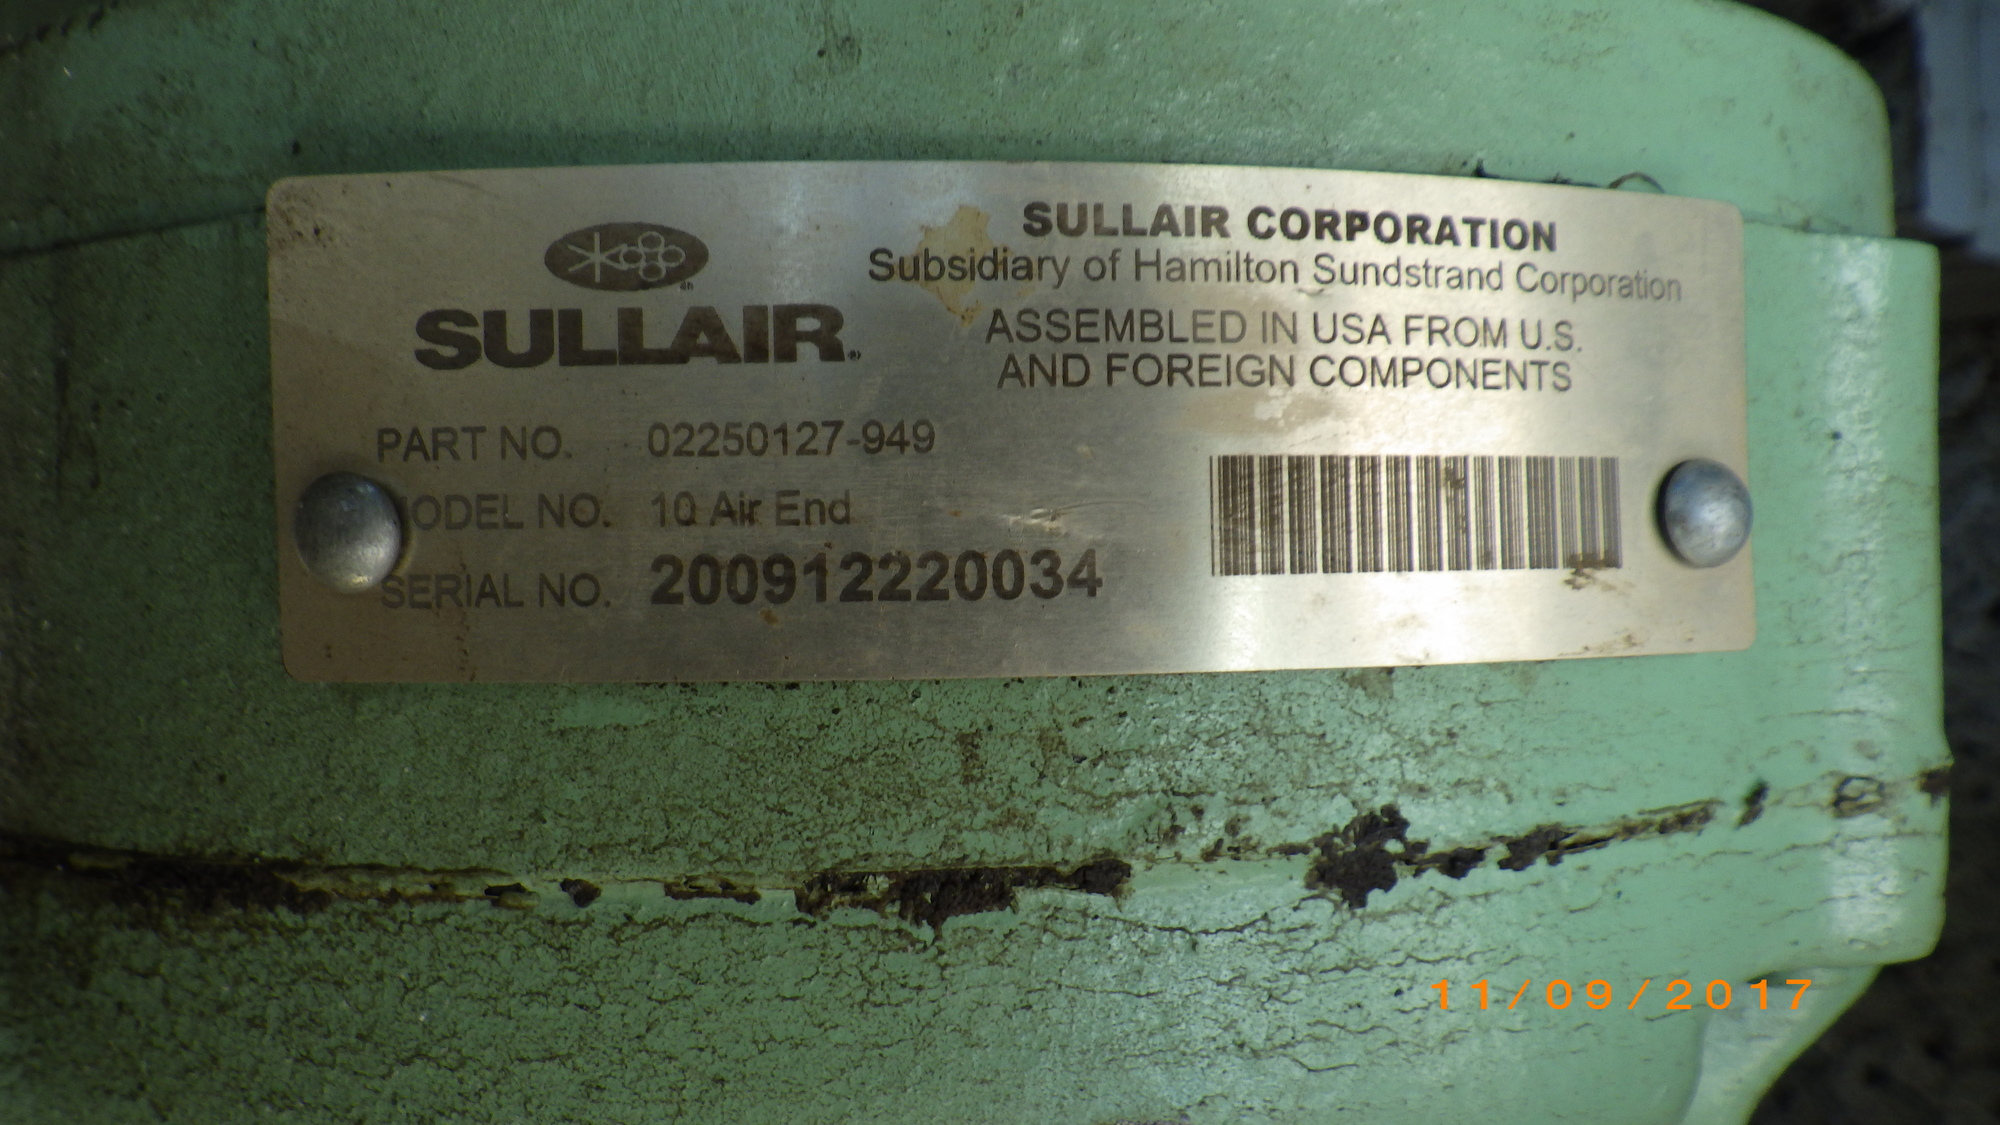 SULLAIR
SULLAIR CORPORATION
Subsidiary of Hamilton Sundstrand Corporation
ASSEMBLED IN USA FROM U.S.
AND FOREIGN COMPONENTS
PART NO. 02250127-949
MODEL NO. 10 Air End
SERIAL NO. 200912220034
11/09/2017